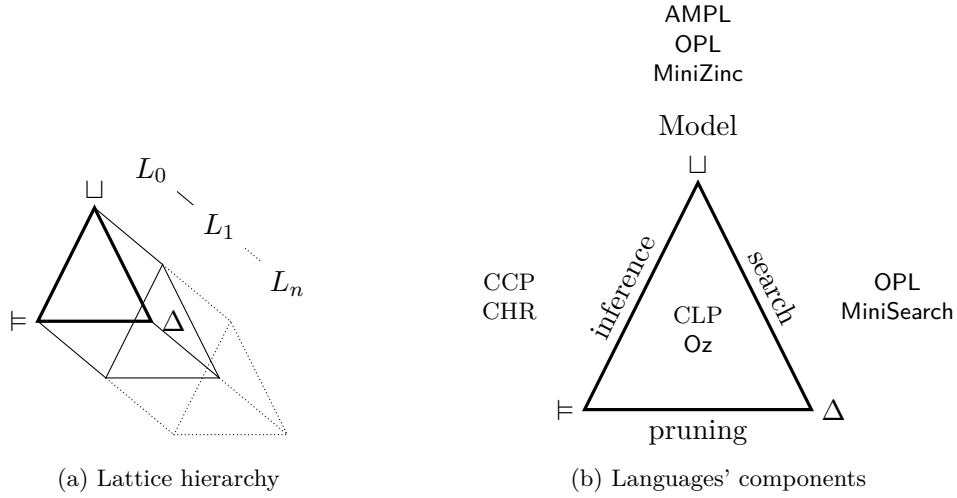 L₀
⊔
L₁
Lₙ
⊨
Δ
(a) Lattice hierarchy
AMPL
OPL
MiniZinc
Model
⊔
inference
search
CCP
CHR
CLP
Oz
OPL
MiniSearch
⊨
Δ
pruning
(b) Languages' components